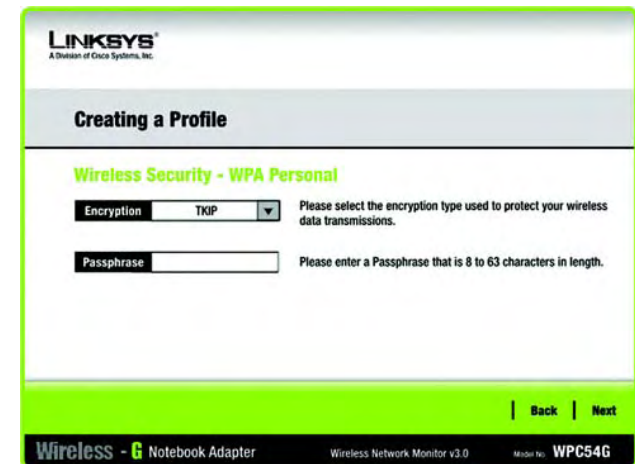 LINKSYS®
A Division of Cisco Systems, Inc.
Creating a Profile
Wireless Security - WPA Personal
Encryption TKIP
Please select the encryption type used to protect your wireless
data transmissions.
Passphrase
Please enter a Passphrase that is 8 to 63 characters in length.
Back Next
Wireless - G Notebook Adapter Wireless Network Monitor v3.0 Model No. WPC54G